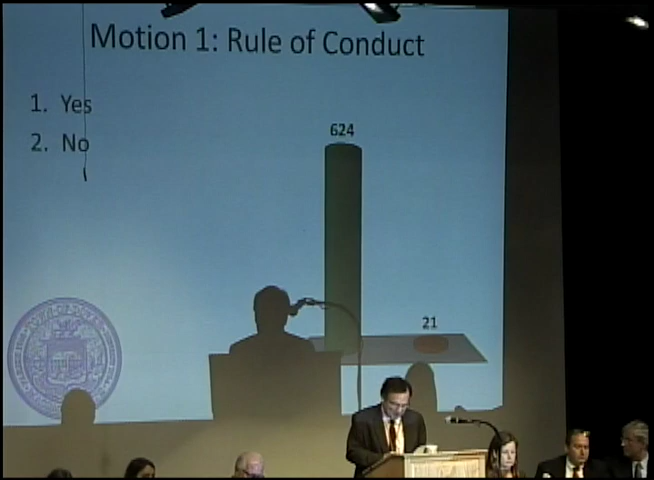 Motion 1: Rule of Conduct
1. Yes
2. No
624
21